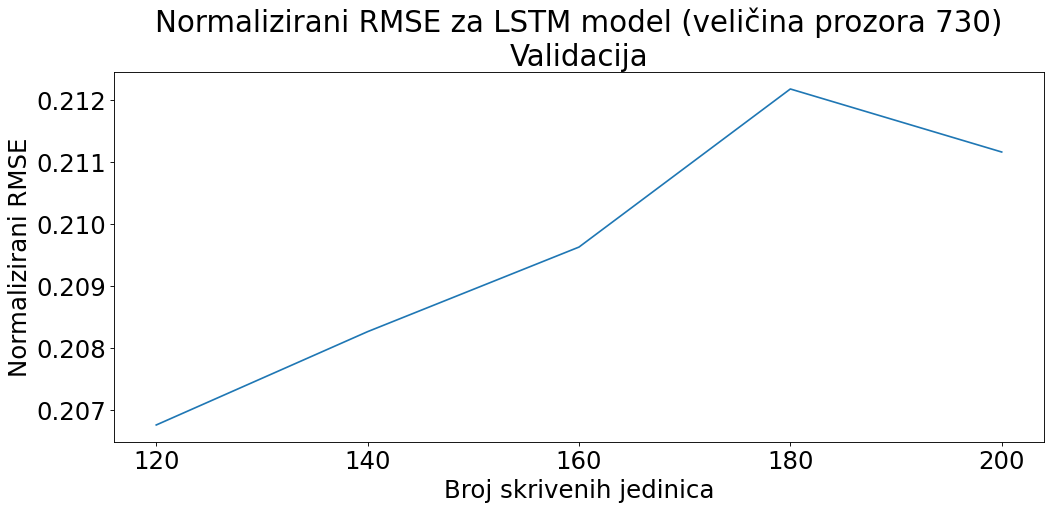 Normalizirani RMSE za LSTM model (veličina prozora 730)
Validacija
Normalizirani RMSE
0.212
0.211
0.210
0.209
0.208
0.207
120 140 160 180 200
Broj skrivenih jedinica